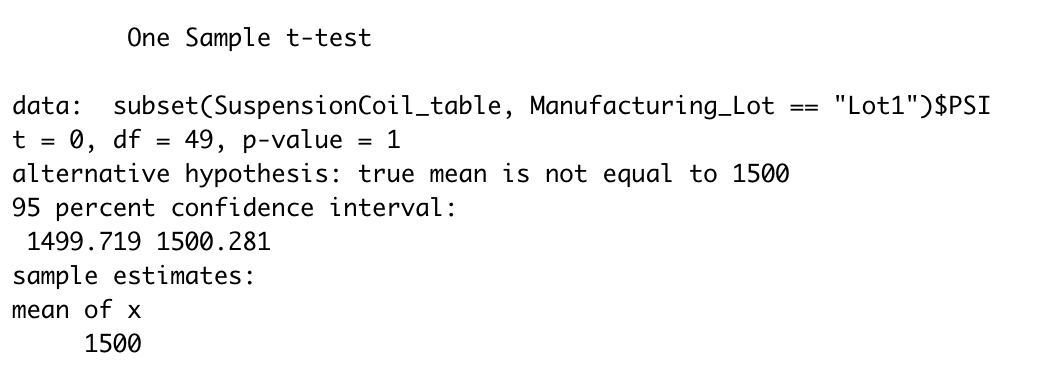 One Sample t-test
data:  subset(SuspensionCoil_table, Manufacturing_Lot == "Lot1")$PSI
t = 0, df = 49, p-value = 1
alternative hypothesis: true mean is not equal to 1500
95 percent confidence interval:
1499.719 1500.281
sample estimates:
mean of x
1500